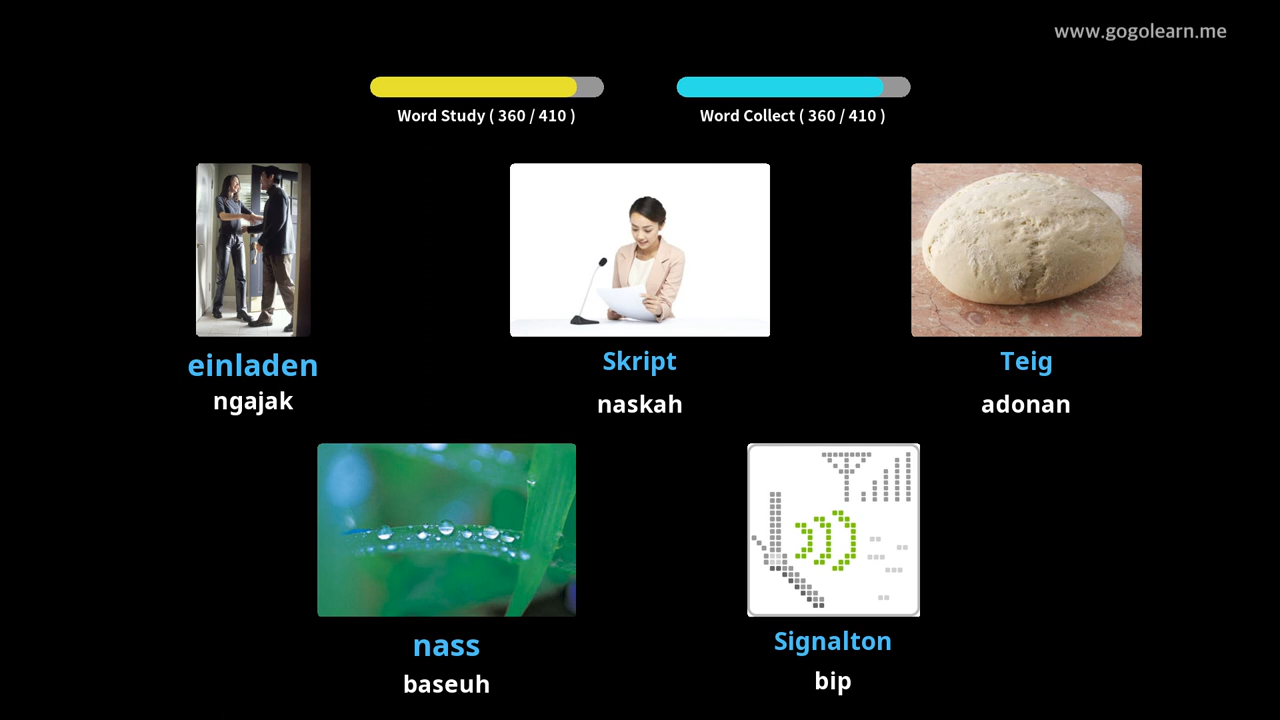 www.gogolearn.me
Word Study ( 360 / 410 )
Word Collect ( 360 / 410 )
einladen
ngajak
Skript
naskah
Teig
adonan
nass
baseuh
Signalton
bip